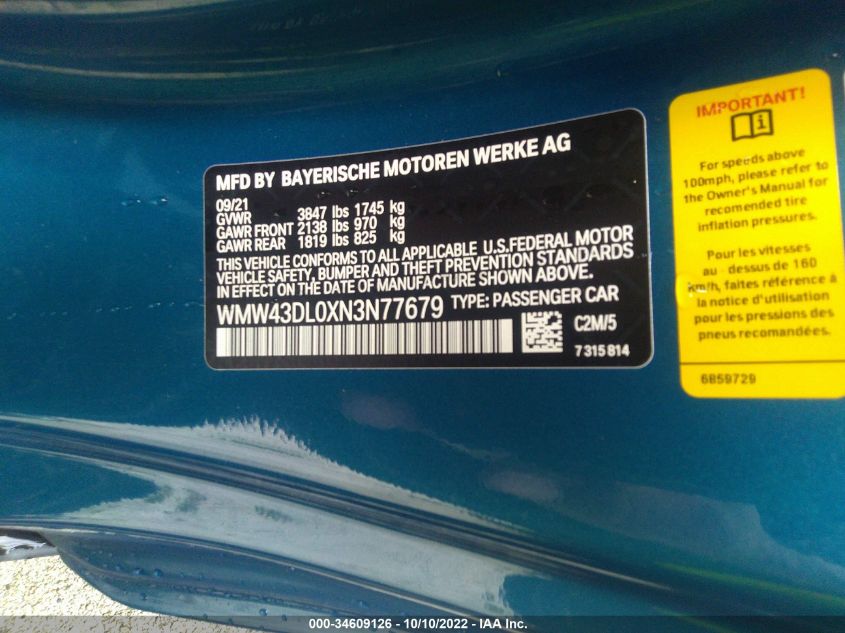 MFD BY BAYERISCHE MOTOREN WERKE AG
09/21
GVWR 3847 lbs 1745 kg
GAWR FRONT 2138 lbs 970 kg
GAWR REAR 1819 lbs 825 kg
THIS VEHICLE CONFORMS TO ALL APPLICABLE U.S.FEDERAL MOTOR
VEHICLE SAFETY, BUMPER AND THEFT PREVENTION STANDARDS
IN EFFECT ON THE DATE OF MANUFACTURE SHOWN ABOVE.
WMW43DL0XN3N77679 TYPE: PASSENGER CAR
C2M/5
7 315 814
IMPORTANT!
For speeds above
100mph, please refer to
the Owner's Manual for
recomended tire
inflation pressures.
Pour les vitesses
au-dessus de 160
km/h, faites référence à
la notice d'utilisation
pour les pressions des
pneus recommandées.
6859729
000-34609126 - 10/10/2022 - IAA Inc.